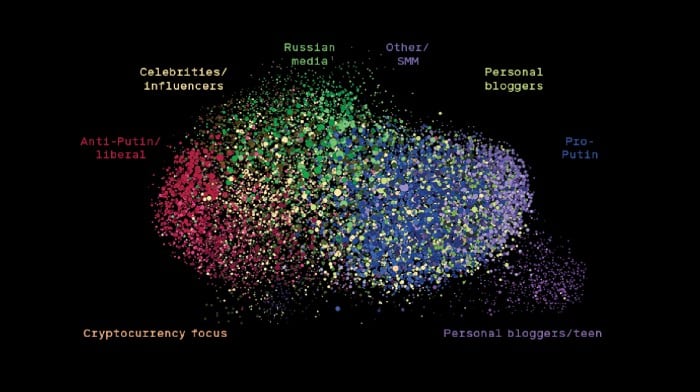 Russian
media
Other/
SMM
Celebrities/
influencers
Personal
bloggers
Anti-Putin/
liberal
Pro-
Putin
Cryptocurrency focus
Personal bloggers/teen